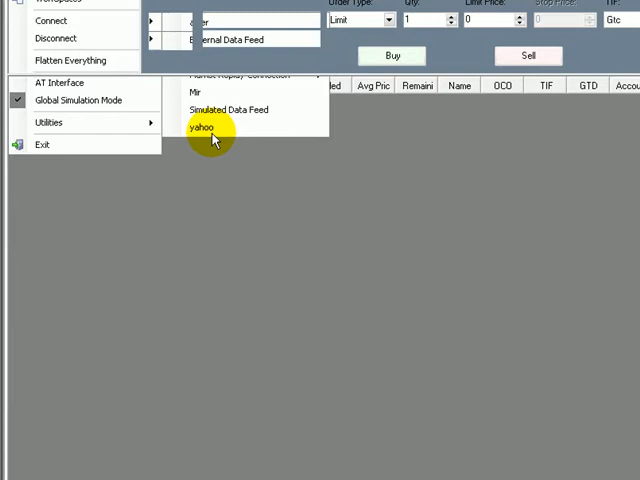 Order Type: Qty: Limit Price: Stop Price: TIF:
Connect
Limit 1 0 0 Gtc
Disconnect
External Data Feed
Flatten Everything
Buy Sell
AT Interface
Avg Pric Remaini Name OCO TIF GTD Accou
Mir
Global Simulation Mode
Simulated Data Feed
Utilities
yahoo
Exit